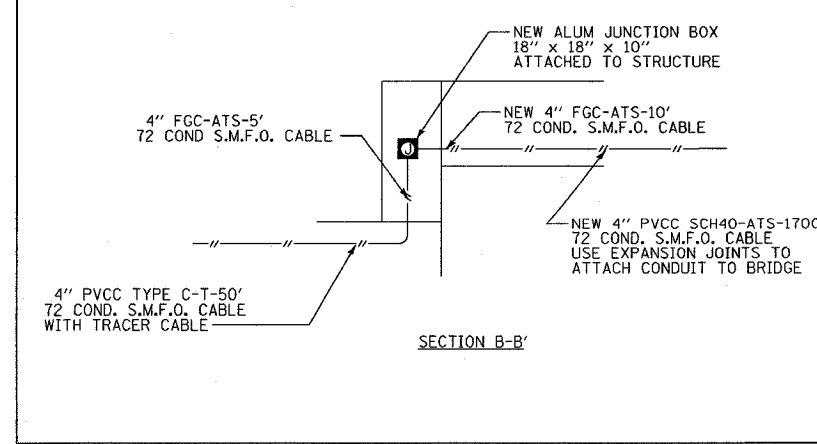 NEW ALUM JUNCTION BOX
18" x 18" x 10"
ATTACHED TO STRUCTURE
4" FGC-ATS-5'
72 COND S.M.F.O. CABLE
NEW 4" FGC-ATS-10'
72 COND. S.M.F.O. CABLE
J
NEW 4" PVCC SCH40-ATS-1700
72 COND. S.M.F.O. CABLE
USE EXPANSION JOINTS TO
ATTACH CONDUIT TO BRIDGE
4" PVCC TYPE C-T-50'
72 COND. S.M.F.O. CABLE
WITH TRACER CABLE
SECTION B-B'